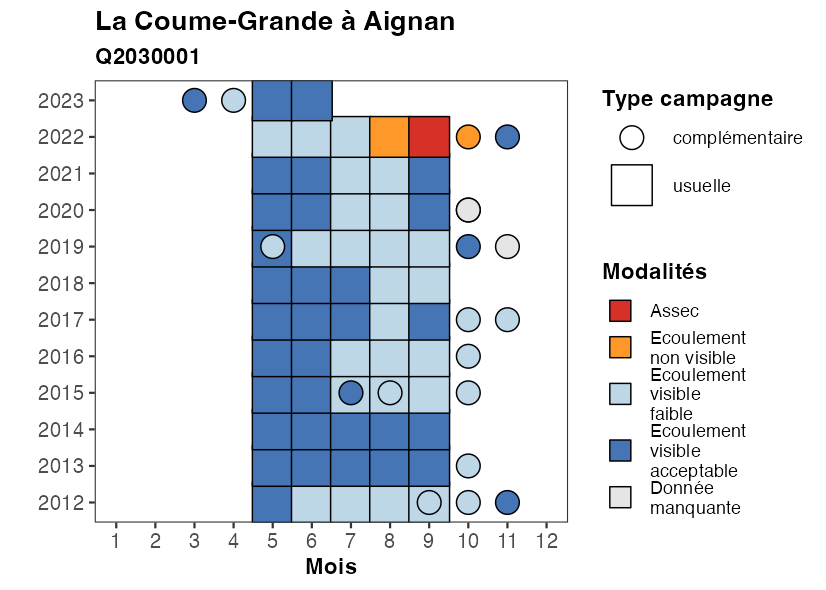 La Coume-Grande à Aignan
Q2030001
2023
2022
2021
2020
2019
2018
2017
2016
2015
2014
2013
2012
1 2 3 4 5 6 7 8 9 10 11 12
Mois
Type campagne
complémentaire
usuelle
Modalités
Assec
Ecoulement
non visible
Ecoulement
visible
faible
Ecoulement
visible
acceptable
Donnée
manquante